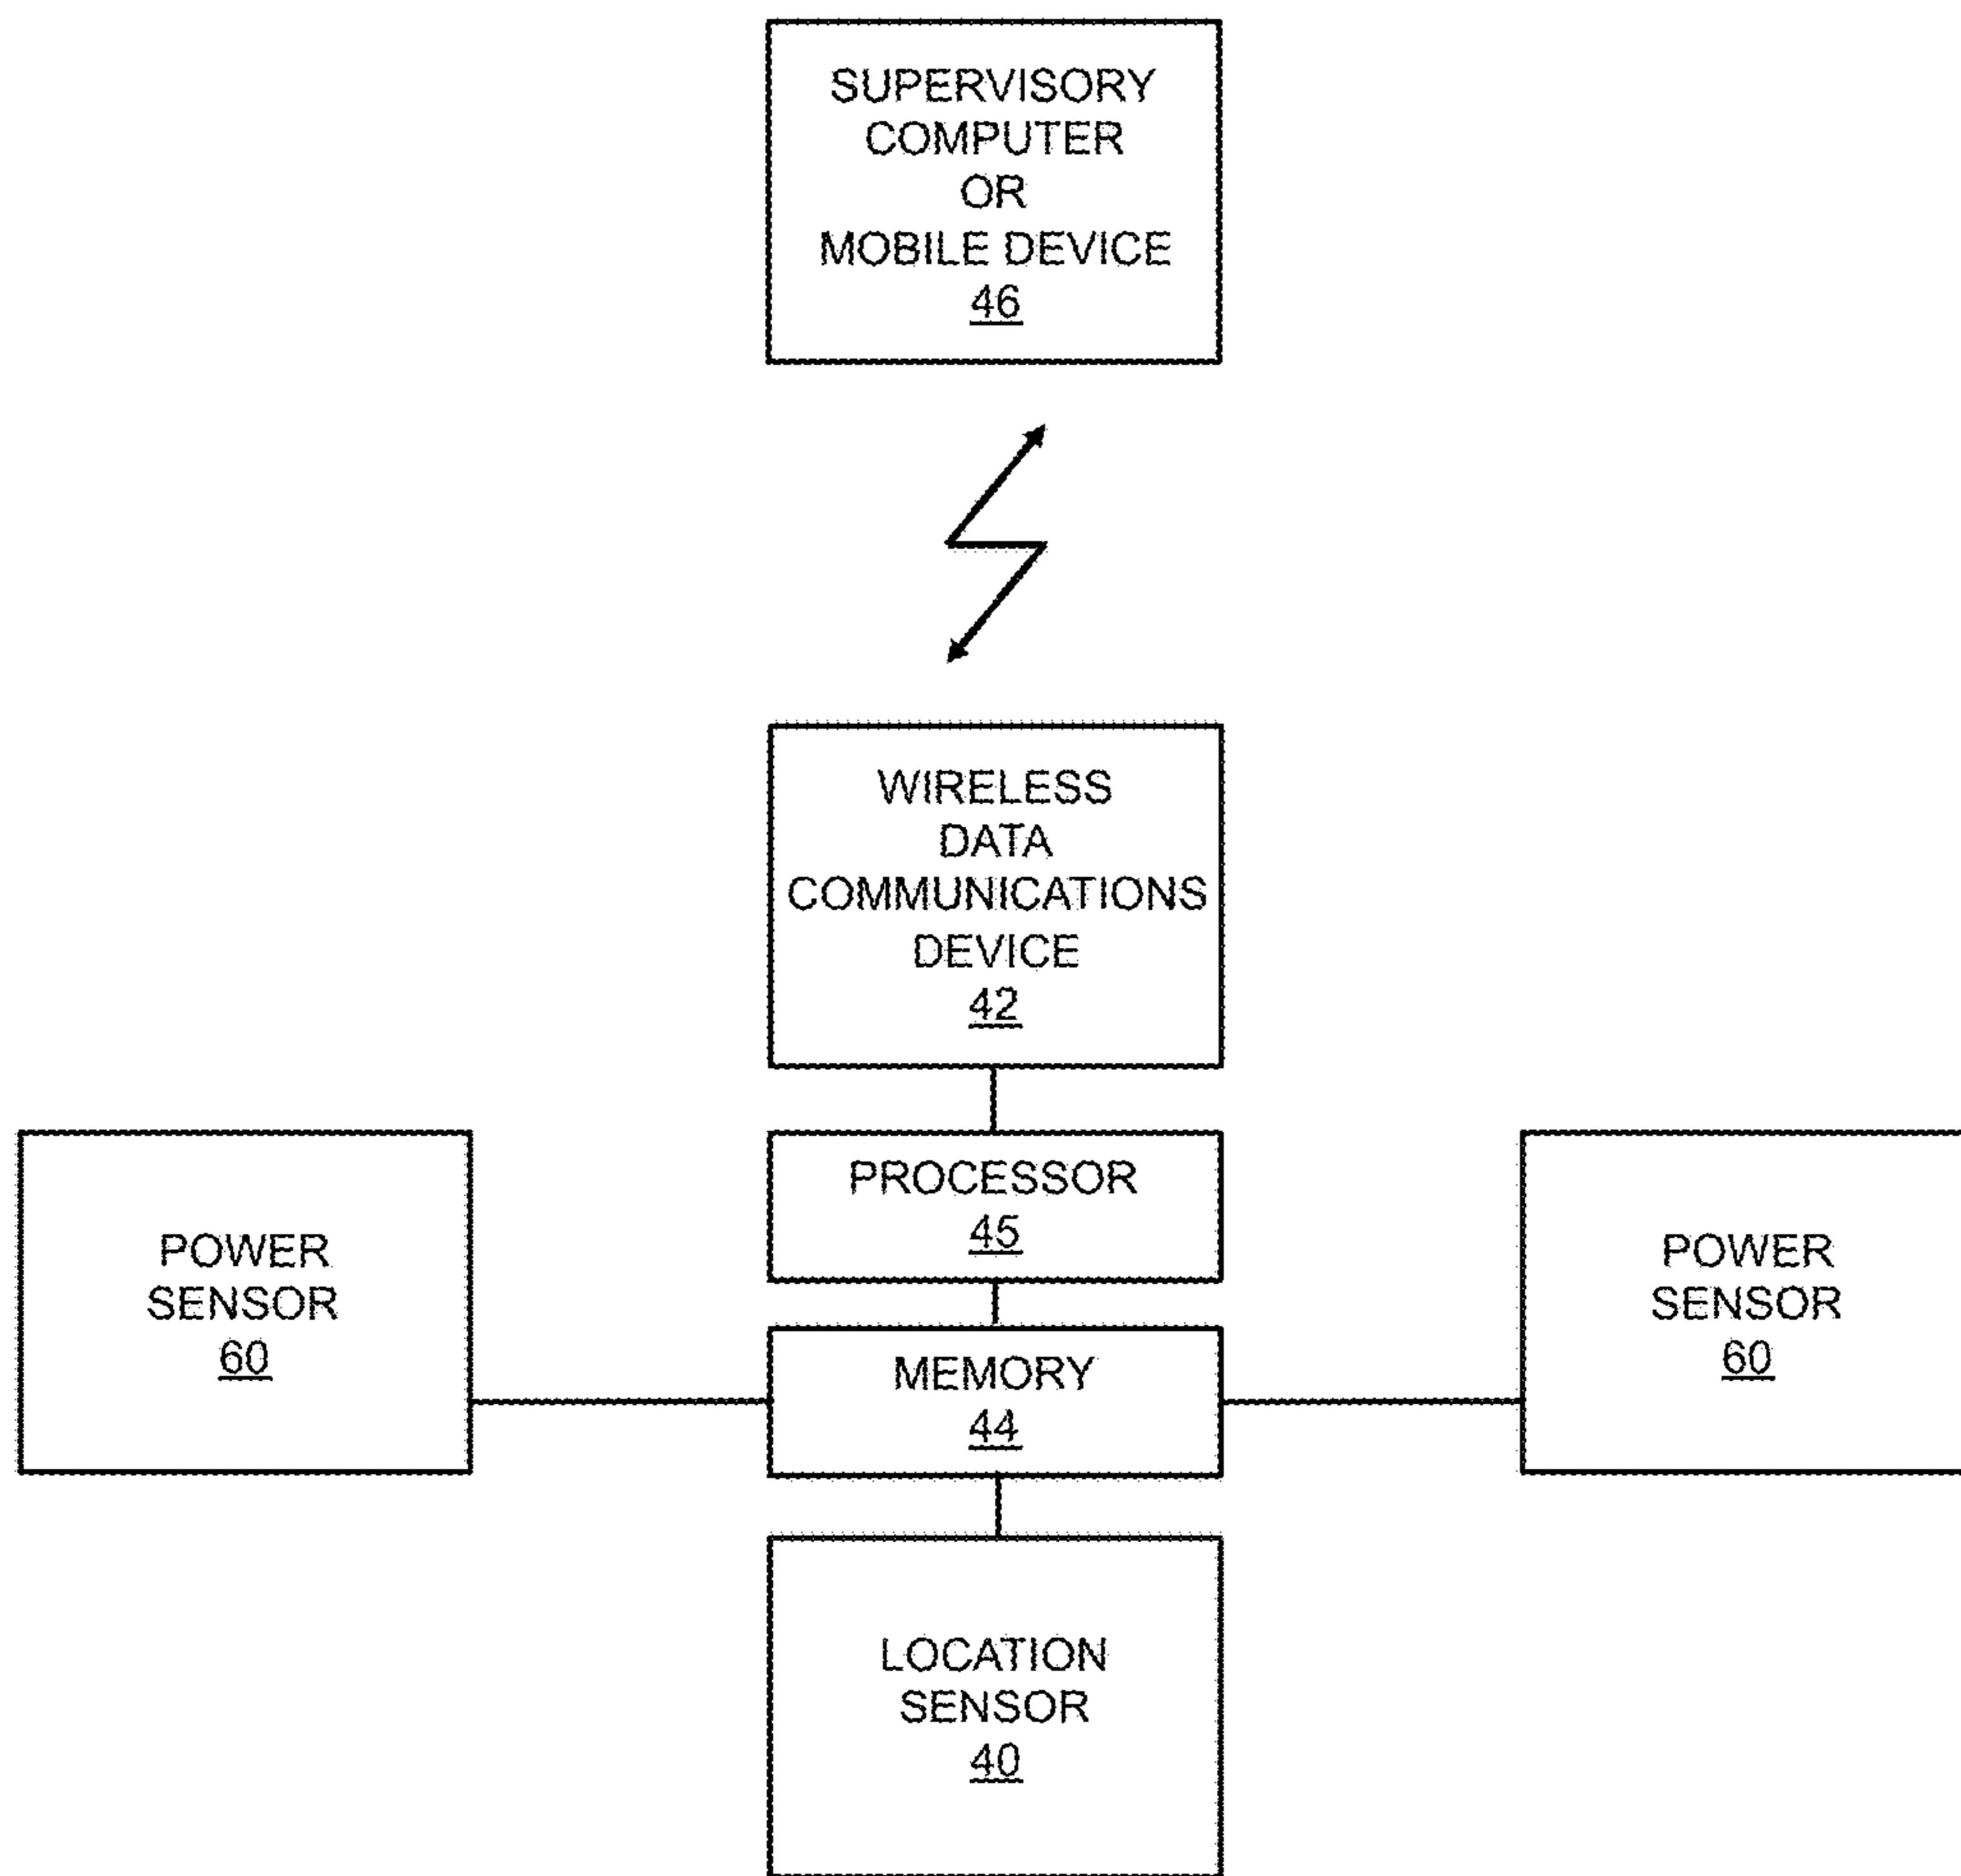 SUPERVISORY
COMPUTER
OR
MOBILE DEVICE
46
WIRELESS
DATA
COMMUNICATIONS
DEVICE
42
PROCESSOR
45
POWER
SENSOR
60
MEMORY
44
POWER
SENSOR
60
LOCATION
SENSOR
40